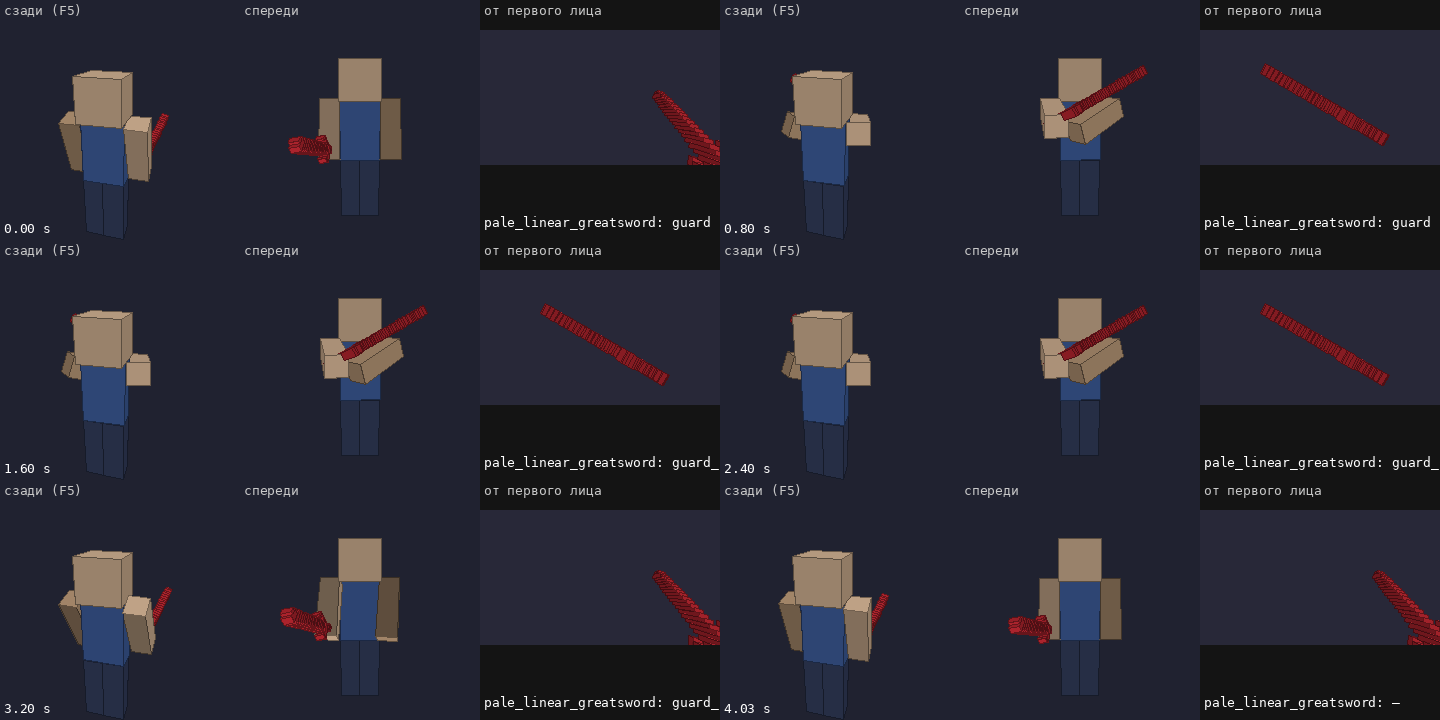 сзади (F5) спереди от первого лица сзади (F5) спереди от первого лица
pale_linear_greatsword: guard pale_linear_greatsword: guard
0.00 s 0.80 s
сзади (F5) спереди от первого лица сзади (F5) спереди от первого лица
pale_linear_greatsword: guard_ pale_linear_greatsword: guard_
1.60 s 2.40 s
сзади (F5) спереди от первого лица сзади (F5) спереди от первого лица
pale_linear_greatsword: guard_ pale_linear_greatsword: —
3.20 s 4.03 s